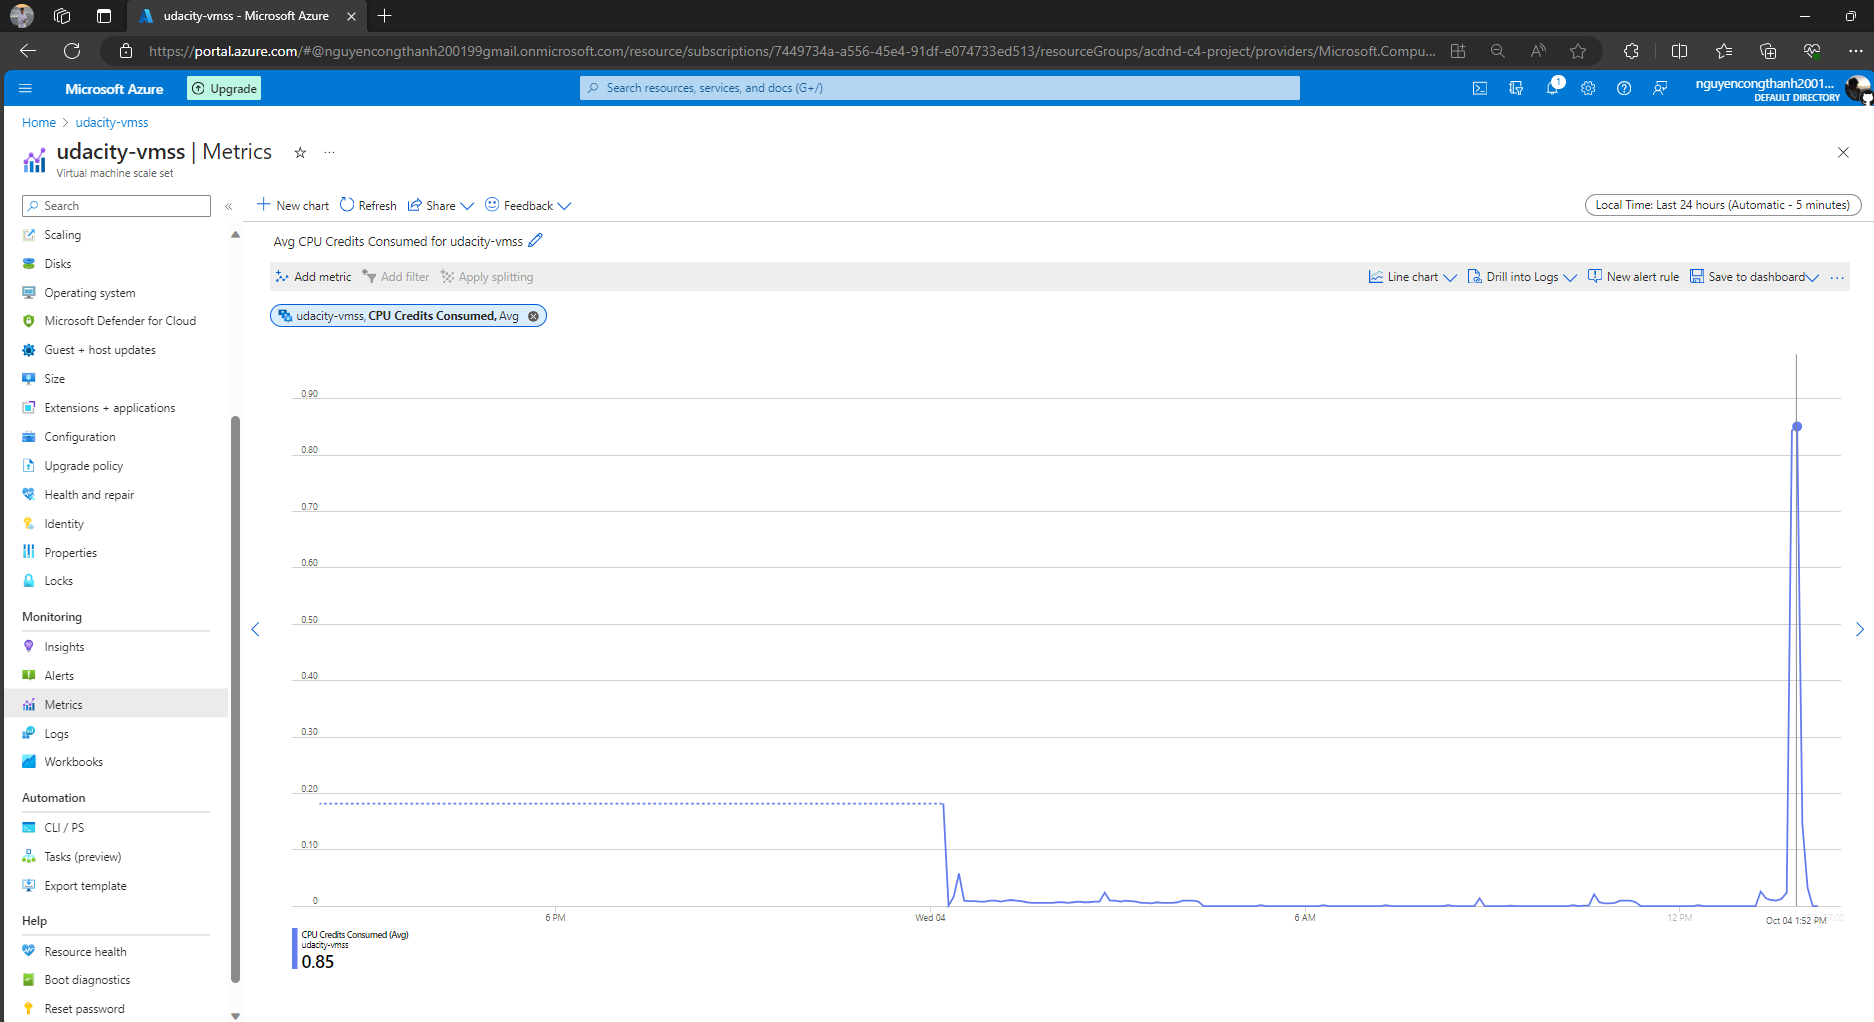 udacity-vmss - Microsoft Azure
https://portal.azure.com/#@nguyencongthanh200199gmail.onmicrosoft.com/resource/subscriptions/7449734a-a556-45e4-91df-e074733ed513/resourceGroups/acdnd-c4-project/providers/Microsoft.Compu...
Microsoft Azure
Upgrade
Search resources, services, and docs (G+/)
1
nguyencongthanh2001...
DEFAULT DIRECTORY
Home > udacity-vmss
udacity-vmss | Metrics
Virtual machine scale set
Search
New chart
Refresh
Share
Feedback
Local Time: Last 24 hours (Automatic - 5 minutes)
Scaling
Disks
Operating system
Microsoft Defender for Cloud
Guest + host updates
Size
Extensions + applications
Configuration
Upgrade policy
Health and repair
Identity
Properties
Locks
Monitoring
Insights
Alerts
Metrics
Logs
Workbooks
Automation
CLI / PS
Tasks (preview)
Export template
Help
Resource health
Boot diagnostics
Reset password
Avg CPU Credits Consumed for udacity-vmss
Add metric
Add filter
Apply splitting
Line chart
Drill into Logs
New alert rule
Save to dashboard
udacity-vmss, CPU Credits Consumed, Avg
0.90
0.80
0.70
0.60
0.50
0.40
0.30
0.20
0.10
0
6 PM
Wed 04
6 AM
12 PM
Oct 04 1:52 PM
CPU Credits Consumed (Avg)
udacity-vmss
0.85